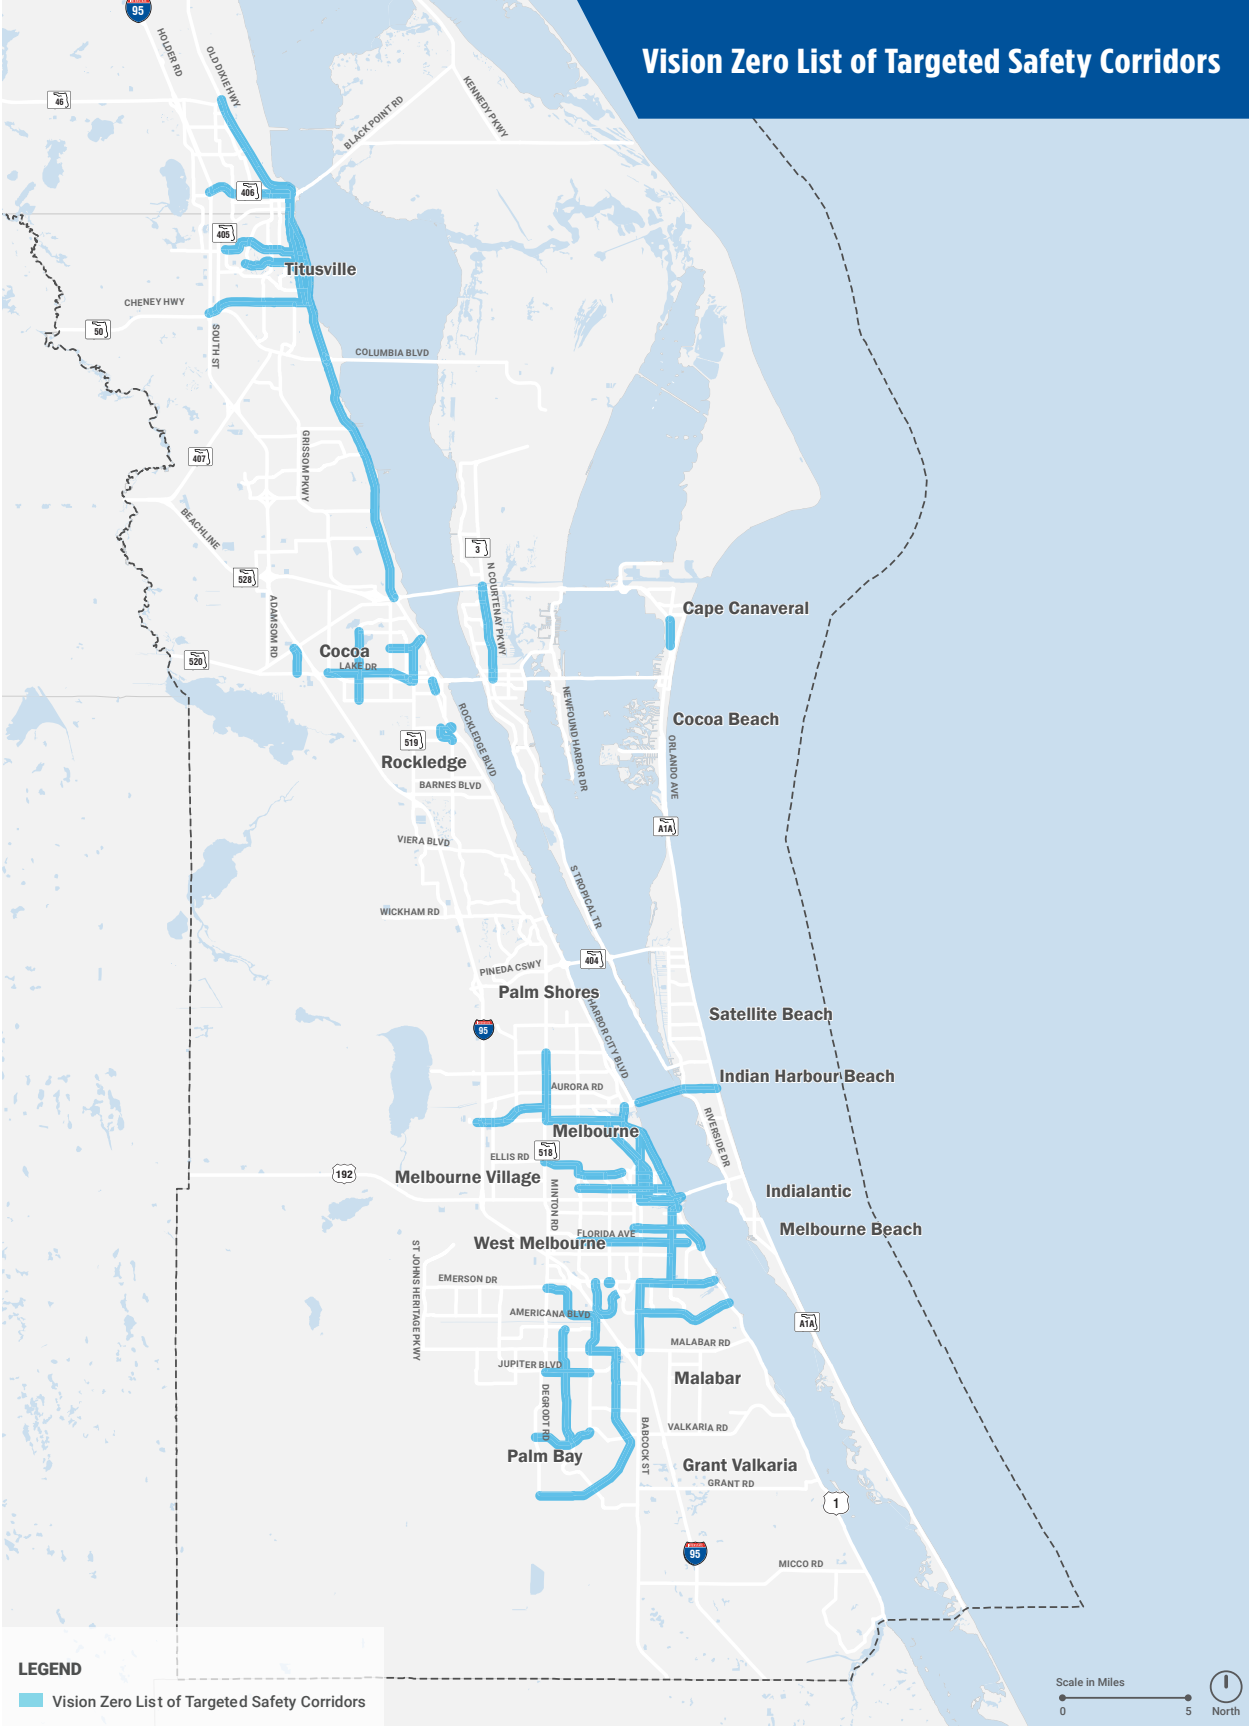 Vision Zero List of Targeted Safety Corridors
95
HOLDER RD
OLD DIXIE HWY
46
KENNEDY PKWY
BLACK POINT RD
406
405
Titusville
CHENEY HWY
50
SOUTH ST
COLUMBIA BLVD
GRISSOM PKWY
407
BEACHLINE
528
3
N COURTENAY PKWY
ADAMSOM RD
Cape Canaveral
Cocoa
520
LAKE DR
NEWFOUND HARBOR DR
ROCKLEDGE BLVD
Cocoa Beach
519
ORLANDO AVE
Rockledge
BARNES BLVD
A1A
VIERA BLVD
S TROPICAL TR
WICKHAM RD
404
PINEDA CSWY
Palm Shores
HARBOR CITY BLVD
Satellite Beach
95
Indian Harbour Beach
AURORA RD
RIVERSIDE DR
Melbourne
518
ELLIS RD
192
Melbourne Village
MINTON RD
Indialantic
Melbourne Beach
FLORIDA AVE
West Melbourne
ST JOHNS HERITAGE PKWY
EMERSON DR
AMERICANA BLVD
A1A
MALABAR RD
JUPITER BLVD
Malabar
DEGROOT RD
BABCOCK ST
VALKARIA RD
Palm Bay
Grant Valkaria
GRANT RD
1
95
MICCO RD
LEGEND
Vision Zero List of Targeted Safety Corridors
Scale in Miles
0 5
North